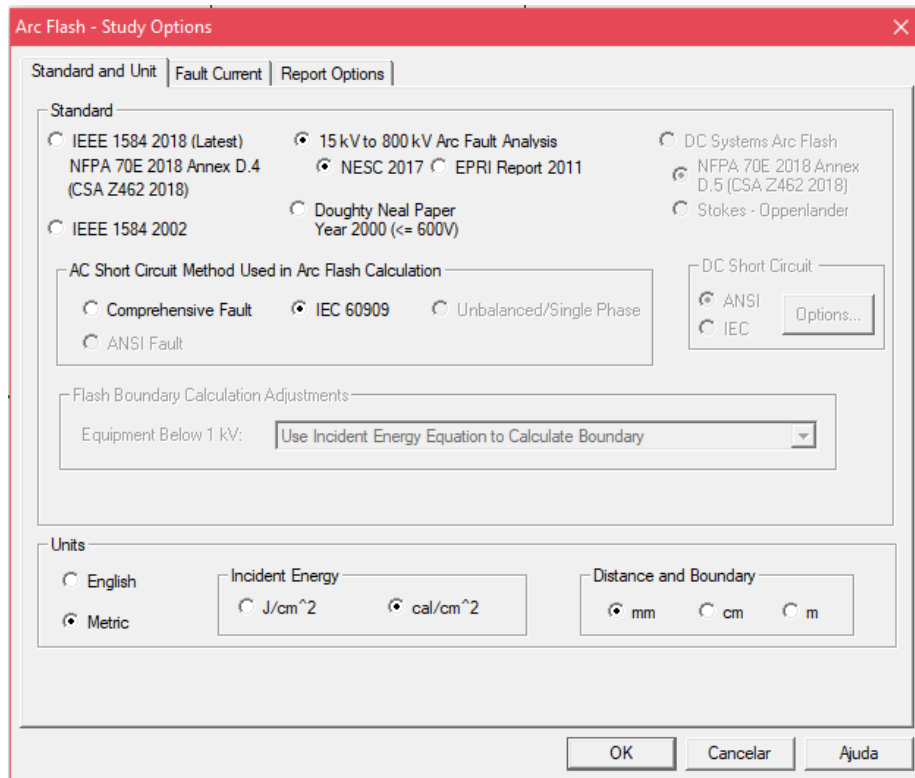 Arc Flash - Study Options
Standard and Unit
Fault Current
Report Options
Standard
IEEE 1584 2018 (Latest)
NFPA 70E 2018 Annex D.4
(CSA Z462 2018)
IEEE 1584 2002
15 kV to 800 kV Arc Fault Analysis
NESC 2017
EPRI Report 2011
Doughty Neal Paper
Year 2000 (<= 600V)
DC Systems Arc Flash
NFPA 70E 2018 Annex
D.5 (CSA Z462 2018)
Stokes - Oppenlander
AC Short Circuit Method Used in Arc Flash Calculation
Comprehensive Fault
IEC 60909
Unbalanced/Single Phase
ANSI Fault
DC Short Circuit
ANSI
IEC
Options...
Flash Boundary Calculation Adjustments
Equipment Below 1 kV:
Use Incident Energy Equation to Calculate Boundary
Units
English
Metric
Incident Energy
J/cm^2
cal/cm^2
Distance and Boundary
mm
cm
m
OK
Cancelar
Ajuda